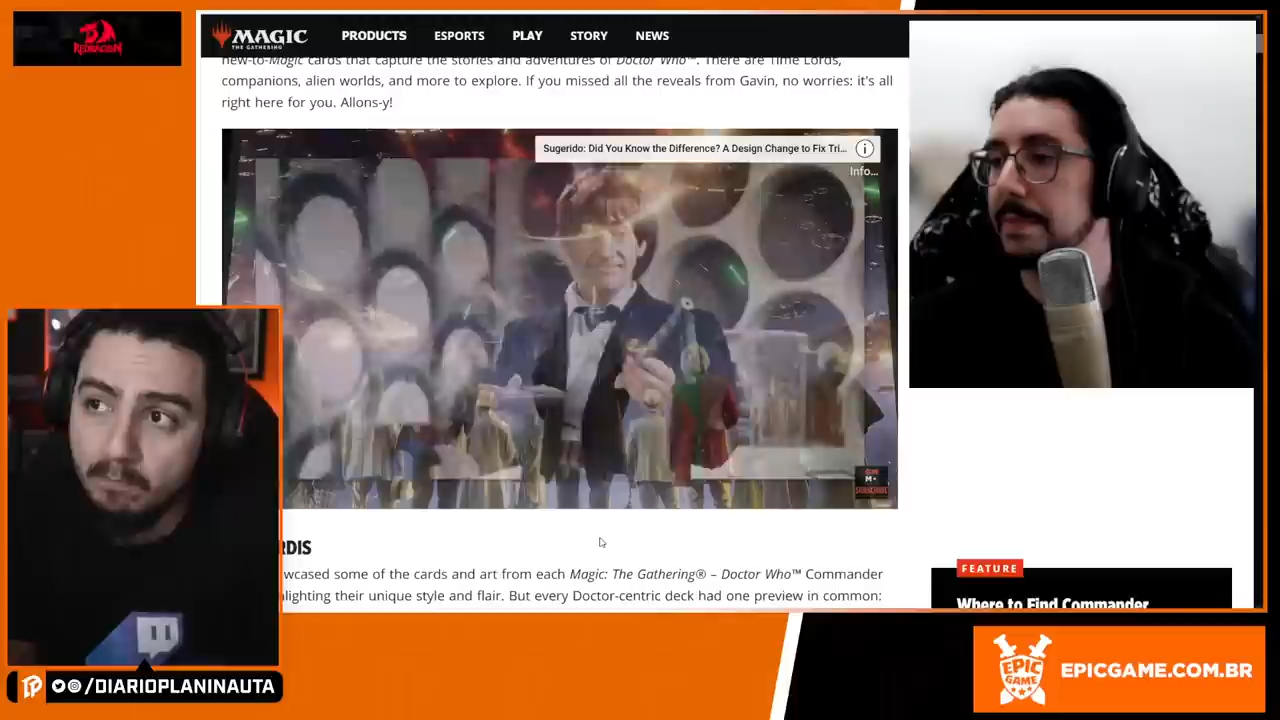 REDRAGON
MAGIC
THE GATHERING
PRODUCTS
ESPORTS
PLAY
STORY
NEWS
new-to-Magic cards that capture the stories and adventures of Doctor Who™. There are Time Lords,
companions, alien worlds, and more to explore. If you missed all the reveals from Gavin, no worries: it's all
right here for you. Allons-y!
Sugerido: Did You Know the Difference? A Design Change to Fix Tri...
Info...
SUBSCRIBE
RDIS
wcased some of the cards and art from each Magic: The Gathering® – Doctor Who™ Commander
hlighting their unique style and flair. But every Doctor-centric deck had one preview in common:
FEATURE
Where to Find Commander
/DIARIOPLANINAUTA
EPIC
GAME
EPICGAME.COM.BR